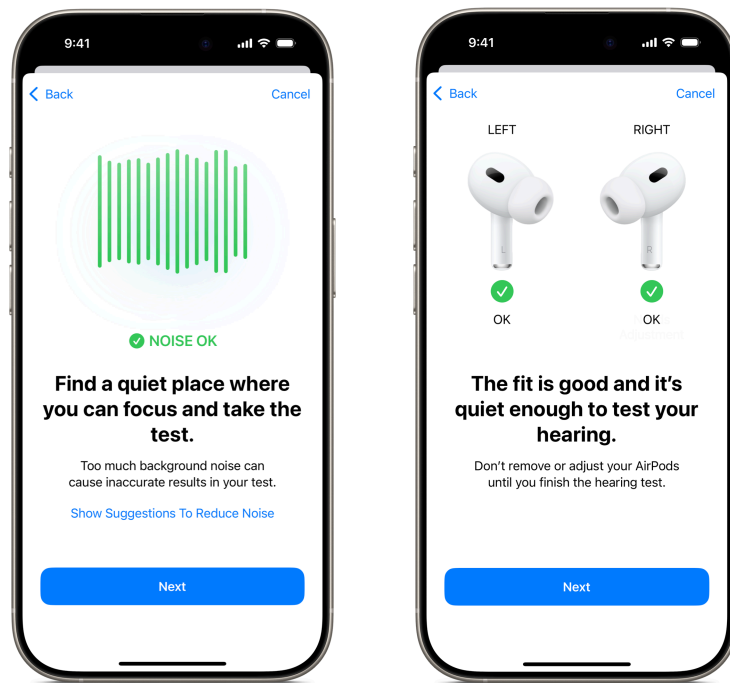 9:41
Back
Cancel
NOISE OK
Find a quiet place where
you can focus and take the
test.
Too much background noise can
cause inaccurate results in your test.
Show Suggestions To Reduce Noise
Next
9:41
Back
Cancel
LEFT
RIGHT
L
R
OK
OK
Adjustment
The fit is good and it's
quiet enough to test your
hearing.
Don't remove or adjust your AirPods
until you finish the hearing test.
Next